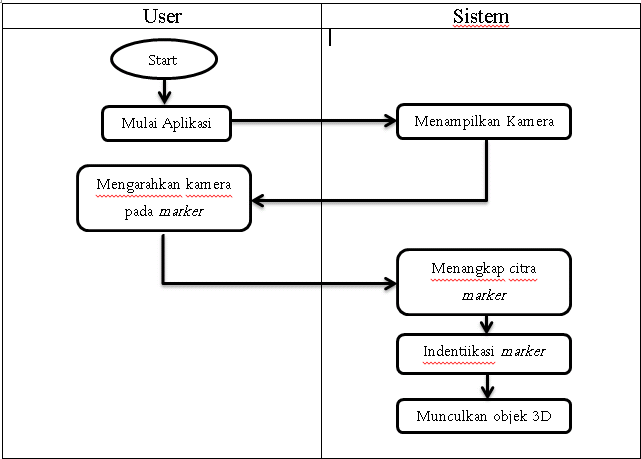 User
Sistem
Start
Mulai Aplikasi
Menampilkan Kamera
Mengarahkan kamera
pada marker
Menangkap citra
marker
Indentiikasi marker
Munculkan objek 3D